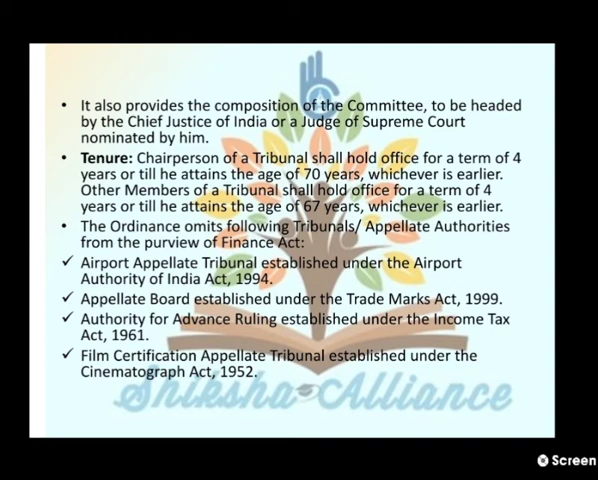 • It also provides the composition of the Committee, to be headed
by the Chief Justice of India or a Judge of Supreme Court
nominated by him.
• Tenure: Chairperson of a Tribunal shall hold office for a term of 4
years or till he attains the age of 70 years, whichever is earlier.
Other Members of a Tribunal shall hold office for a term of 4
years or till he attains the age of 67 years, whichever is earlier.
• The Ordinance omits following Tribunals/ Appellate Authorities
from the purview of Finance Act:
✓ Airport Appellate Tribunal established under the Airport
Authority of India Act, 1994.
✓ Appellate Board established under the Trade Marks Act, 1999.
✓ Authority for Advance Ruling established under the Income Tax
Act, 1961.
✓ Film Certification Appellate Tribunal established under the
Cinematograph Act, 1952.
Shiksha Alliance
Screen